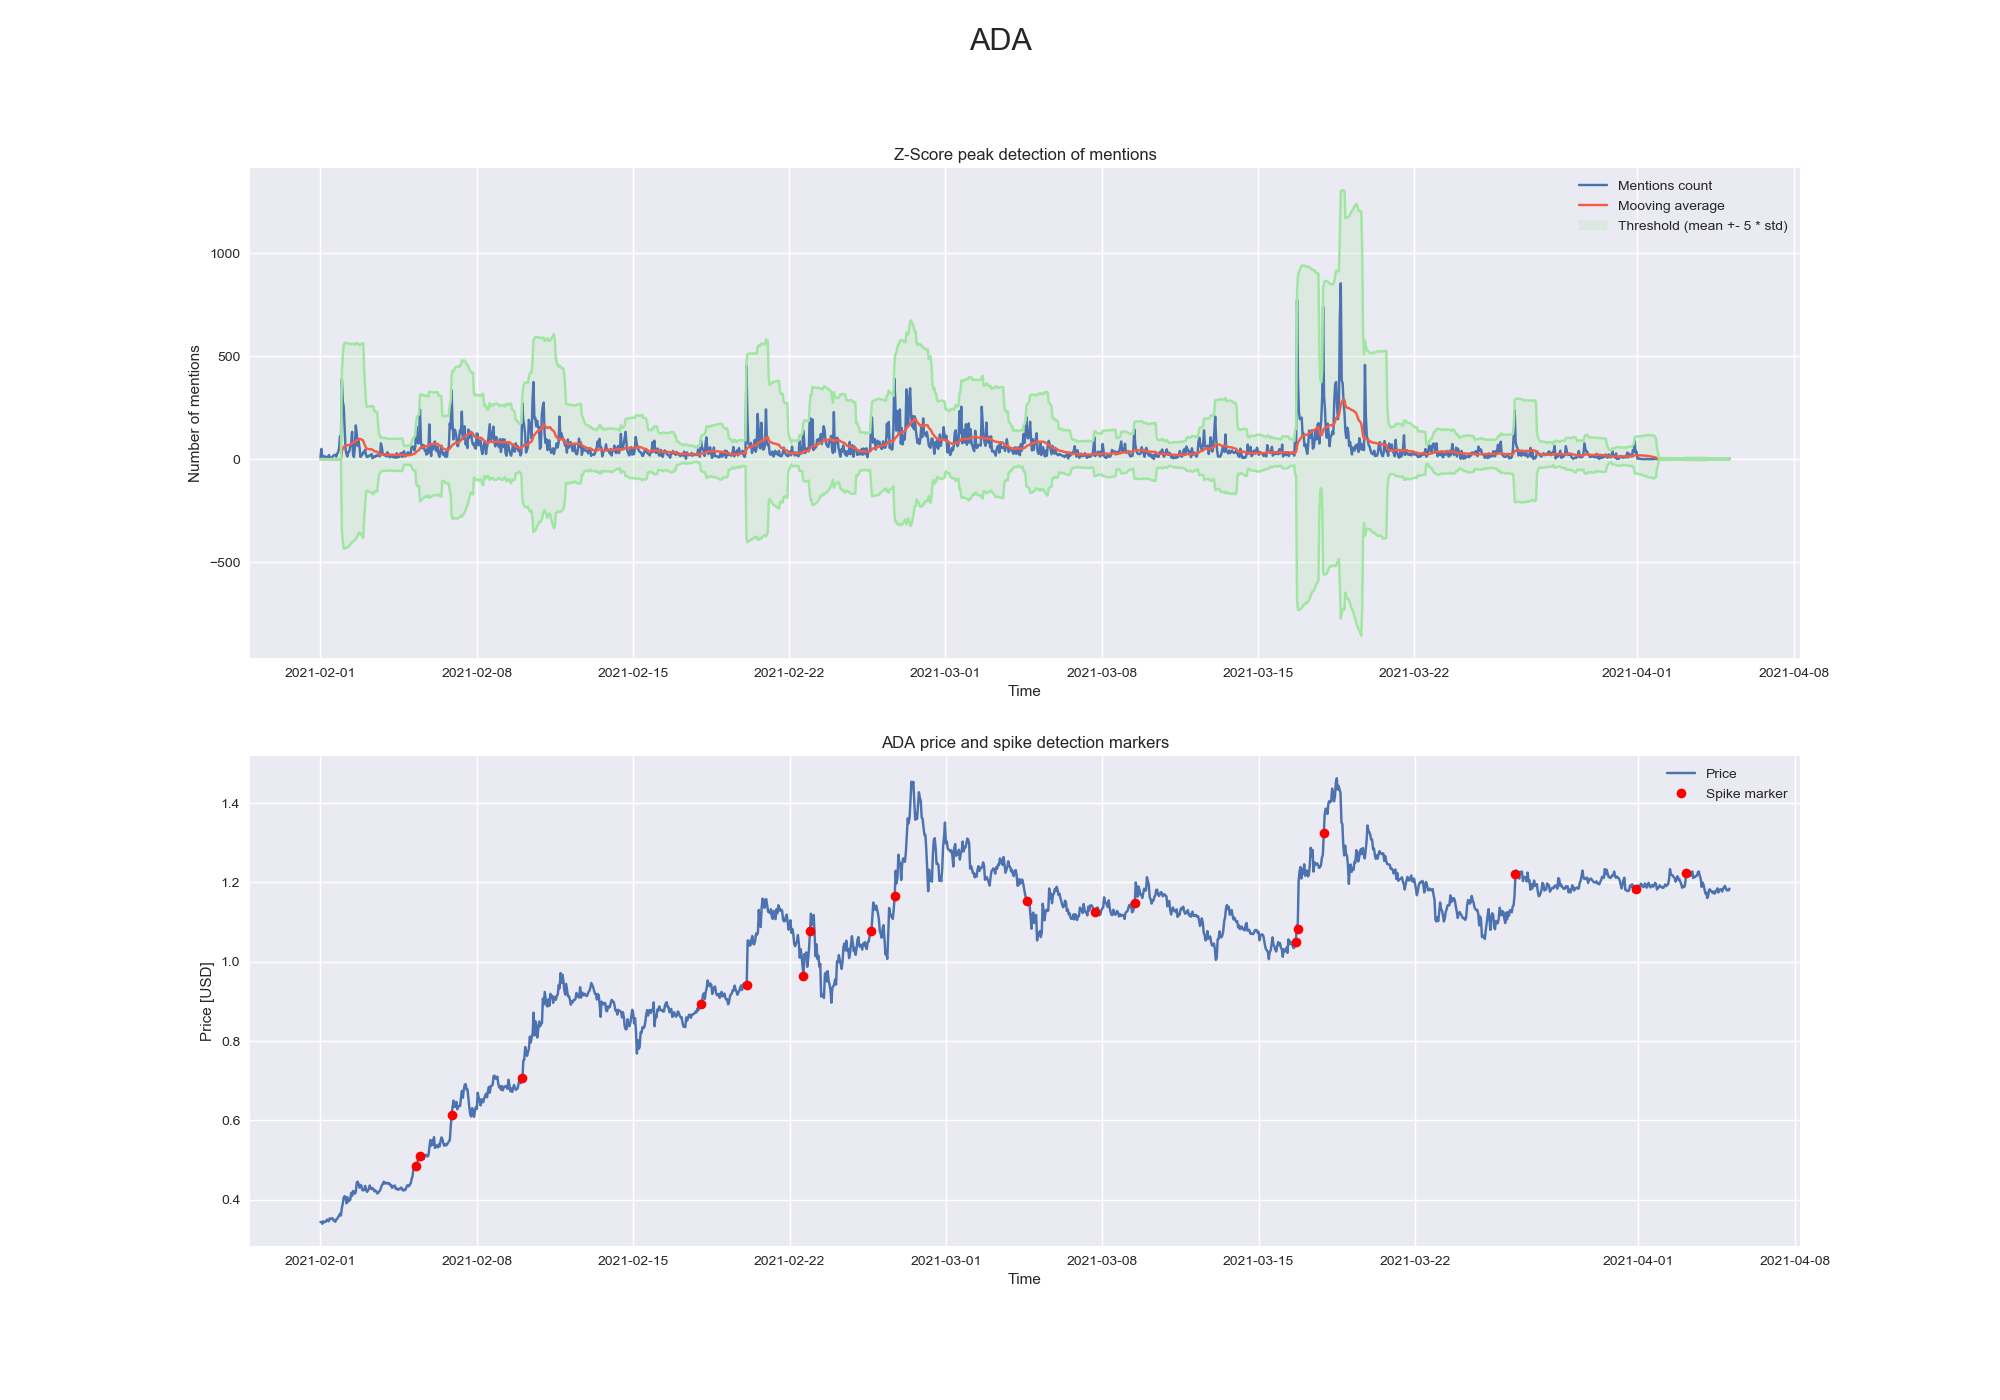 ADA
Z-Score peak detection of mentions
Mentions count
Mooving average
Threshold (mean +- 5 * std)
Number of mentions
1000
500
0
−500
2021-02-01 2021-02-08 2021-02-15 2021-02-22 2021-03-01 2021-03-08 2021-03-15 2021-03-22 2021-04-01 2021-04-08
Time
ADA price and spike detection markers
Price
Spike marker
Price [USD]
1.4
1.2
1.0
0.8
0.6
0.4
2021-02-01 2021-02-08 2021-02-15 2021-02-22 2021-03-01 2021-03-08 2021-03-15 2021-03-22 2021-04-01 2021-04-08
Time